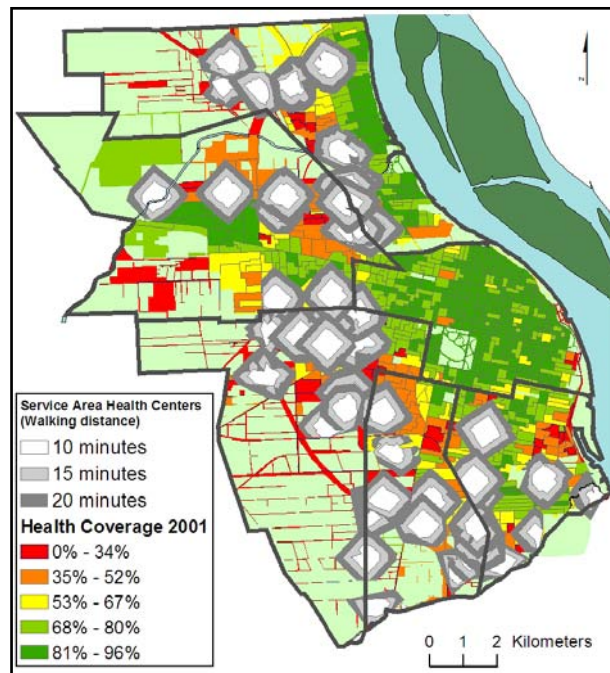 z
Service Area Health Centers
(Walking distance)
10 minutes
15 minutes
20 minutes
Health Coverage 2001
0% - 34%
35% - 52%
53% - 67%
68% - 80%
81% - 96%
0 1 2 Kilometers